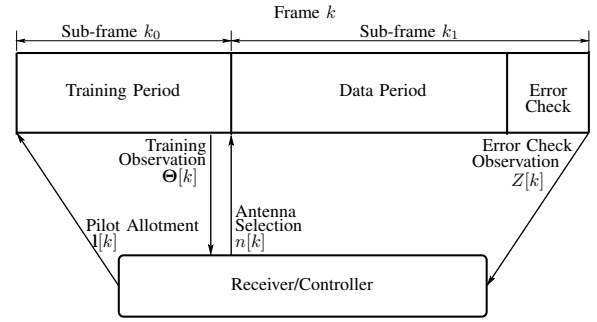 Frame k
Sub-frame k₀
Sub-frame k₁
Training Period
Data Period
Error
Check
Training
Observation
Θ[k]
Error Check
Observation
Z[k]
Pilot Allotment
l[k]
Antenna
Selection
n[k]
Receiver/Controller